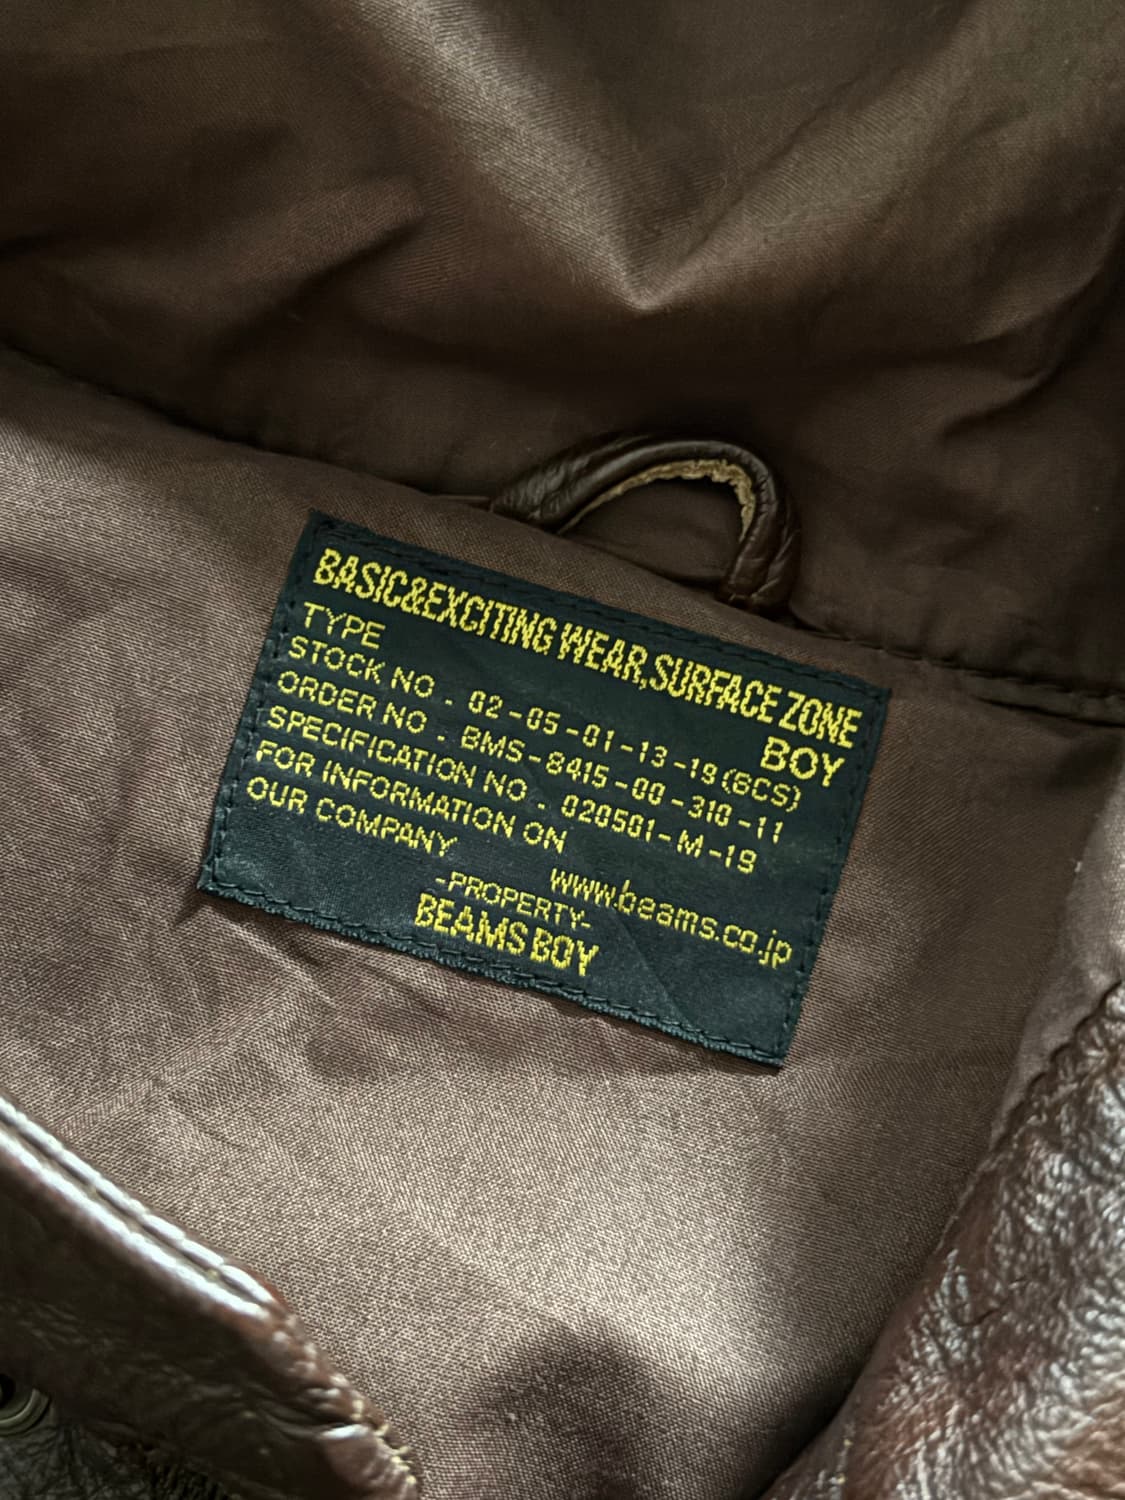 BASIC&EXCITING WEAR,SURFACE ZONE
TYPE BOY
STOCK NO . 02-05-01-13-19(BCS)
ORDER NO . BMS-8415-00-310-11
SPECIFICATION NO . 020501-M-19
FOR INFORMATION ON
OUR COMPANY www.beams.co.jp
-PROPERTY-
BEAMS BOY